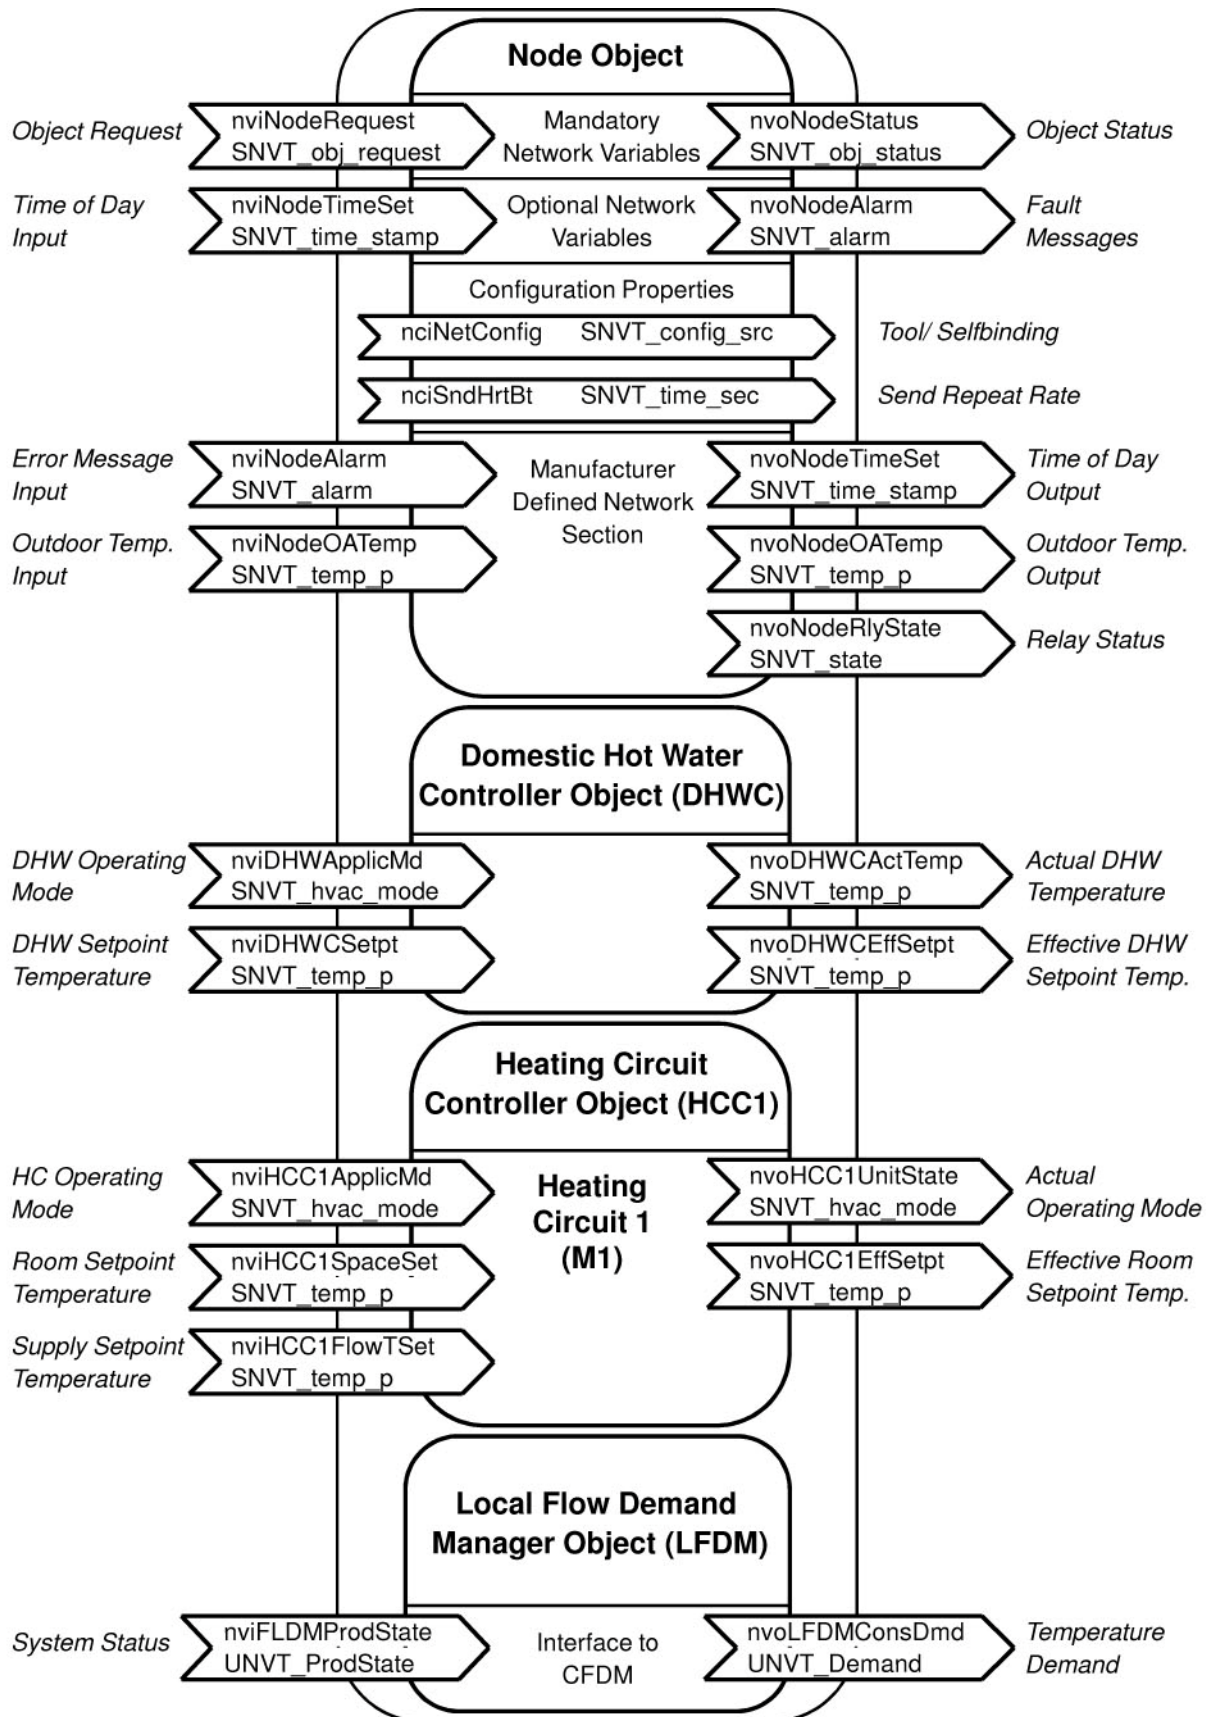 Node Object
Object Request
nviNodeRequest
SNVT_obj_request
Mandatory
Network Variables
nvoNodeStatus
SNVT_obj_status
Object Status
Time of Day
Input
nviNodeTimeSet
SNVT_time_stamp
Optional Network
Variables
nvoNodeAlarm
SNVT_alarm
Fault
Messages
Configuration Properties
nciNetConfig SNVT_config_src
Tool/ Selfbinding
nciSndHrtBt SNVT_time_sec
Send Repeat Rate
Error Message
Input
nviNodeAlarm
SNVT_alarm
Manufacturer
Defined Network
Section
nvoNodeTimeSet
SNVT_time_stamp
Time of Day
Output
Outdoor Temp.
Input
nviNodeOATemp
SNVT_temp_p
nvoNodeOATemp
SNVT_temp_p
Outdoor Temp.
Output
nvoNodeRlyState
SNVT_state
Relay Status
Domestic Hot Water
Controller Object (DHWC)
DHW Operating
Mode
nviDHWApplicMd
SNVT_hvac_mode
nvoDHWCActTemp
SNVT_temp_p
Actual DHW
Temperature
DHW Setpoint
Temperature
nviDHWCSetpt
SNVT_temp_p
nvoDHWCEffSetpt
SNVT_temp_p
Effective DHW
Setpoint Temp.
Heating Circuit
Controller Object (HCC1)
HC Operating
Mode
nviHCC1ApplicMd
SNVT_hvac_mode
Heating
Circuit 1
(M1)
nvoHCC1UnitState
SNVT_hvac_mode
Actual
Operating Mode
Room Setpoint
Temperature
nviHCC1SpaceSet
SNVT_temp_p
nvoHCC1EffSetpt
SNVT_temp_p
Effective Room
Setpoint Temp.
Supply Setpoint
Temperature
nviHCC1FlowTSet
SNVT_temp_p
Local Flow Demand
Manager Object (LFDM)
System Status
nviFLDMProdState
UNVT_ProdState
Interface to
CFDM
nvoLFDMConsDmd
UNVT_Demand
Temperature
Demand